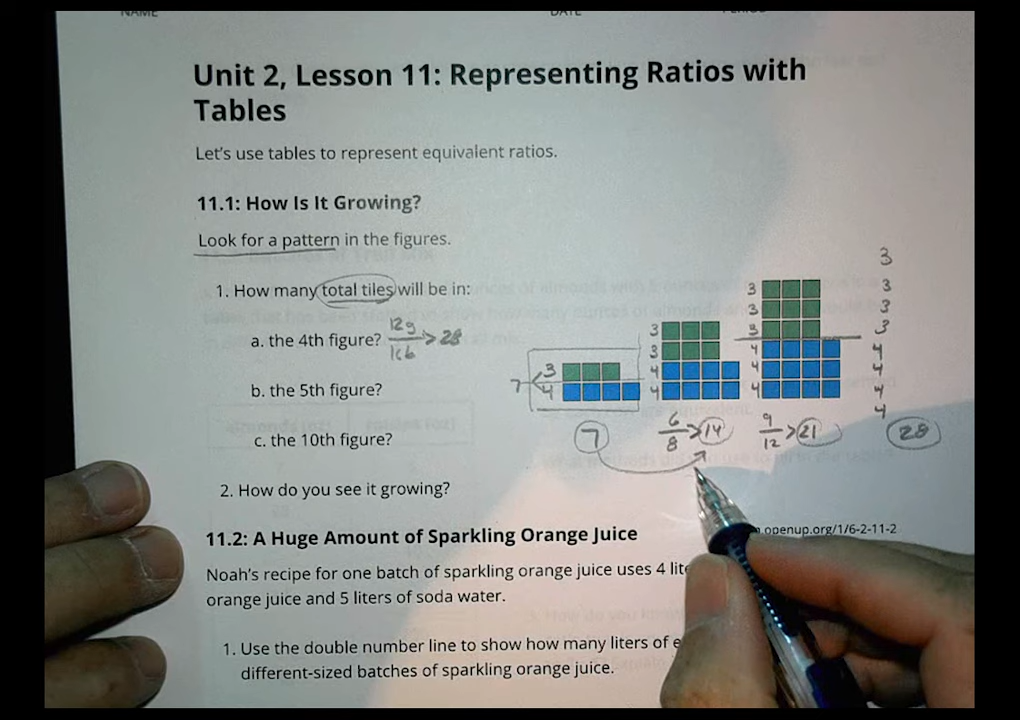 NAME DATE PERIOD
Unit 2, Lesson 11: Representing Ratios with
Tables
Let's use tables to represent equivalent ratios.
11.1: How Is It Growing?
Look for a pattern in the figures.
1. How many total tiles will be in:
a. the 4th figure? 12g 16b > 28
b. the 5th figure?
c. the 10th figure?
7 < 3 4
3 3 4 4
3 3 3 4 4 4
3 3 3 3 4 4 4 4
7
6 8 > 14
9 12 > 21
28
2. How do you see it growing?
openup.org/1/6-2-11-2
11.2: A Huge Amount of Sparkling Orange Juice
Noah's recipe for one batch of sparkling orange juice uses 4 lite
orange juice and 5 liters of soda water.
1. Use the double number line to show how many liters of e
different-sized batches of sparkling orange juice.